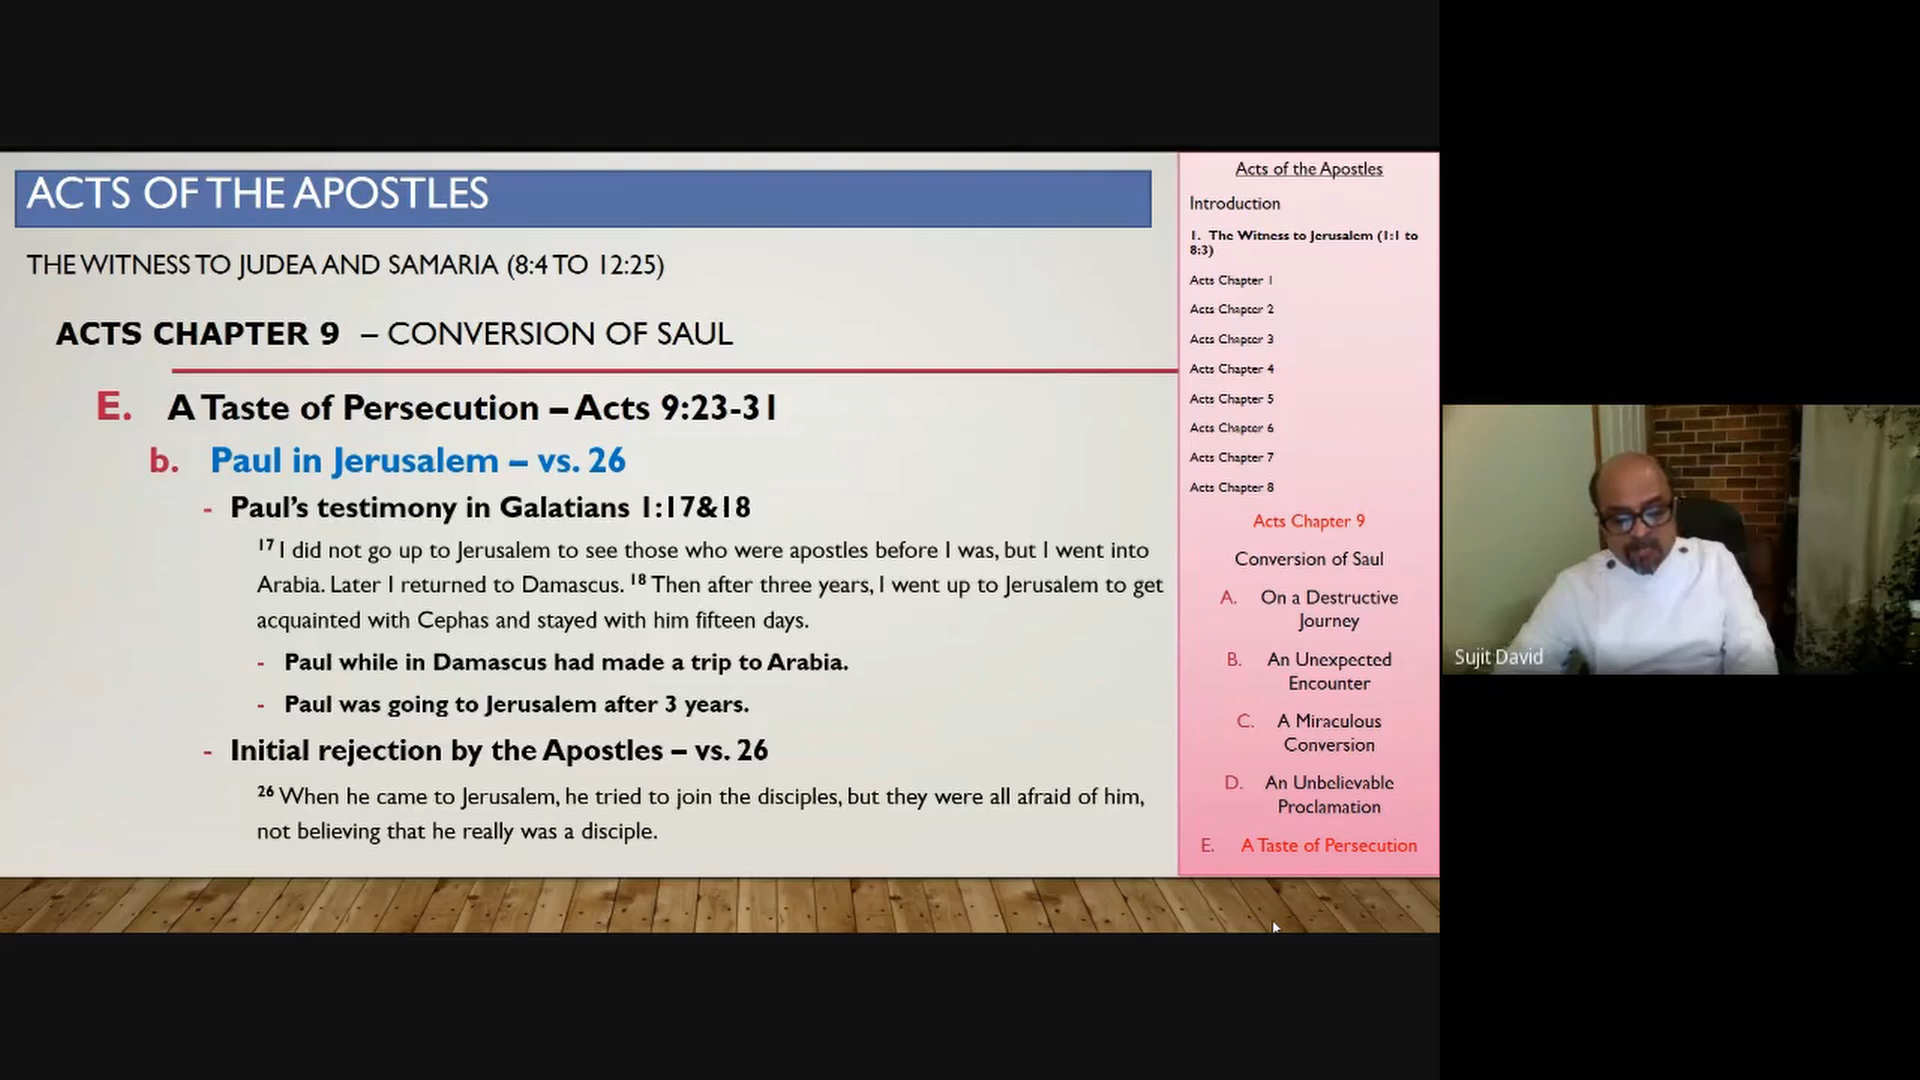 ACTS OF THE APOSTLES
THE WITNESS TO JUDEA AND SAMARIA (8:4 TO 12:25)
ACTS CHAPTER 9 – CONVERSION OF SAUL
E. A Taste of Persecution – Acts 9:23-31
b. Paul in Jerusalem – vs. 26
- Paul's testimony in Galatians 1:17&18
17 I did not go up to Jerusalem to see those who were apostles before I was, but I went into
Arabia. Later I returned to Damascus. 18 Then after three years, I went up to Jerusalem to get
acquainted with Cephas and stayed with him fifteen days.
- Paul while in Damascus had made a trip to Arabia.
- Paul was going to Jerusalem after 3 years.
- Initial rejection by the Apostles – vs. 26
26 When he came to Jerusalem, he tried to join the disciples, but they were all afraid of him,
not believing that he really was a disciple.
Acts of the Apostles
Introduction
1. The Witness to Jerusalem (1:1 to
8:3)
Acts Chapter 1
Acts Chapter 2
Acts Chapter 3
Acts Chapter 4
Acts Chapter 5
Acts Chapter 6
Acts Chapter 7
Acts Chapter 8
Acts Chapter 9
Conversion of Saul
A. On a Destructive
Journey
B. An Unexpected
Encounter
C. A Miraculous
Conversion
D. An Unbelievable
Proclamation
E. A Taste of Persecution
Sujit David